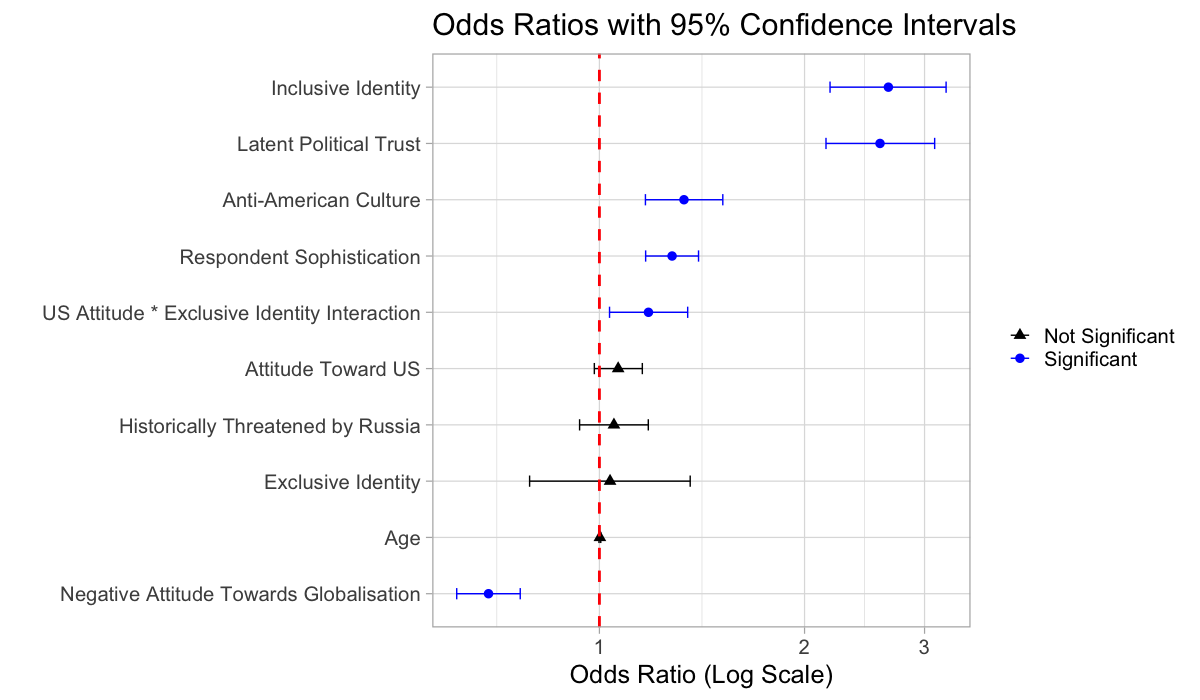 Odds Ratios with 95% Confidence Intervals
Inclusive Identity
Latent Political Trust
Anti-American Culture
Respondent Sophistication
US Attitude * Exclusive Identity Interaction
Attitude Toward US
Historically Threatened by Russia
Exclusive Identity
Age
Negative Attitude Towards Globalisation
1 2 3
Odds Ratio (Log Scale)
Not Significant
Significant